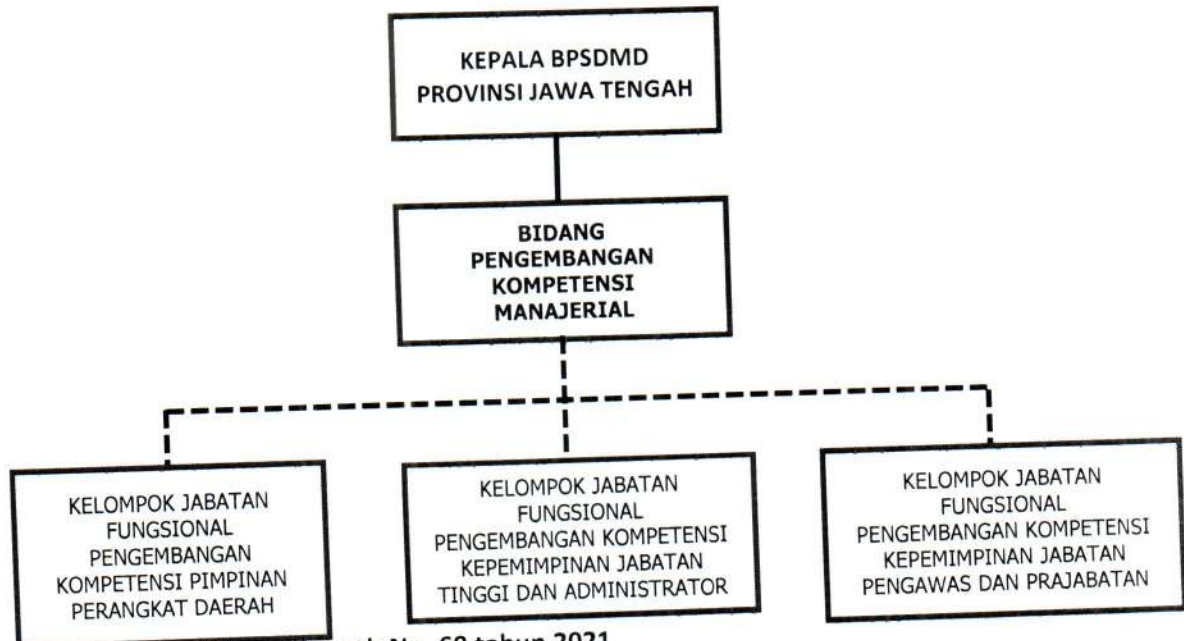 KEPALA BPSDMD
PROVINSI JAWA TENGAH
BIDANG
PENGEMBANGAN
KOMPETENSI
MANAJERIAL
KELOMPOK JABATAN
FUNGSIONAL
PENGEMBANGAN
KOMPETENSI PIMPINAN
PERANGKAT DAERAH
KELOMPOK JABATAN
FUNGSIONAL
PENGEMBANGAN KOMPETENSI
KEPEMIMPINAN JABATAN
TINGGI DAN ADMINISTRATOR
KELOMPOK JABATAN
FUNGSIONAL
PENGEMBANGAN KOMPETENSI
KEPEMIMPINAN JABATAN
PENGAWAS DAN PRAJABATAN
tahun 2021